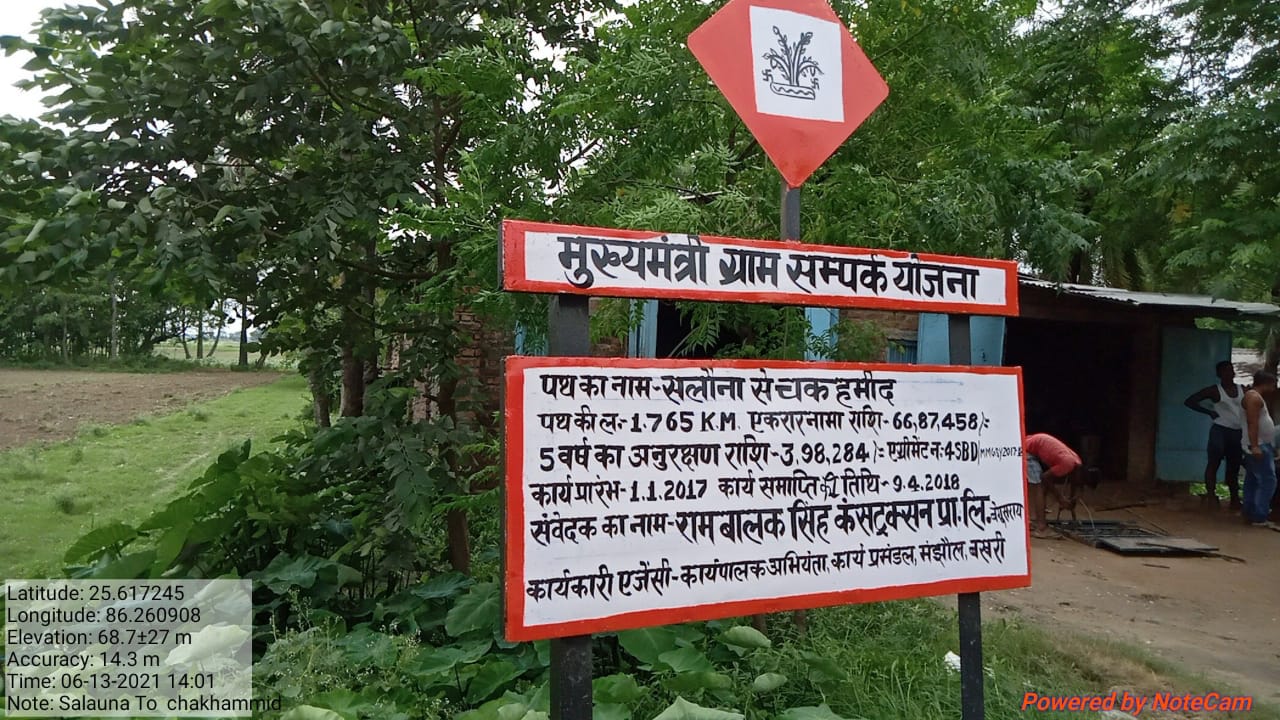 मुख्यमंत्री ग्राम सम्पर्क योजना
पथ का नाम-सलौना से चक हमीद
पथ की ल.-1.765 K.M. एकरारनामा राशि-66,87,458/=
5 वर्ष का अनुरक्षण राशि-3,98,284/= एग्रीमेंट न:-4SBD
कार्य प्रारंभ-1.1.2017 कार्य समाप्ति की तिथि-9.4.2018
संवेदक का नाम-राम बालक सिंह कंसट्रक्सन प्रा.लि. बेगुसराय
कार्यकारी एजेंसी-कार्यपालक अभियंता, कार्य प्रमंडल, मंझौल, बखरी
Latitude: 25.617245
Longitude: 86.260908
Elevation: 68.7±27 m
Accuracy: 14.3 m
Time: 06-13-2021 14:01
Note: Salauna To chakhammid
Powered by NoteCam